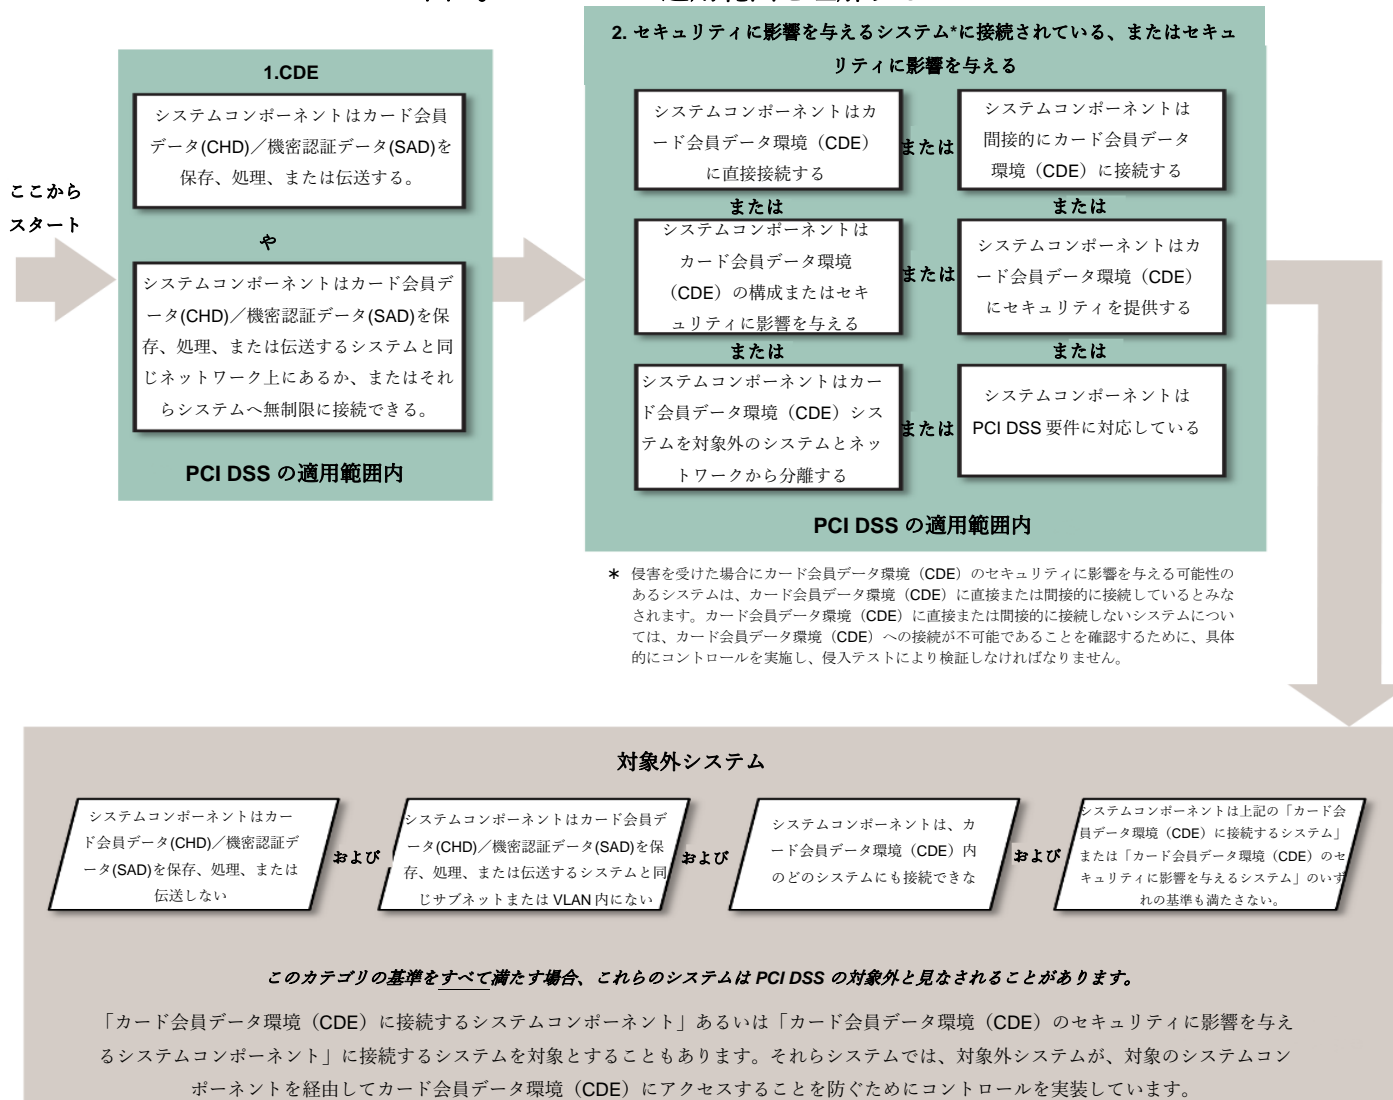 ここから
スタート
1.CDE
システムコンポーネントはカード会員
データ(CHD)／機密認証データ(SAD)を
保存、処理、または伝送する。
や
システムコンポーネントはカード会員デ
ータ(CHD)／機密認証データ(SAD)を保
存、処理、または伝送するシステムと同
じネットワーク上にあるか、またはそれ
らシステムへ無制限に接続できる。
PCI DSS の適用範囲内
2. セキュリティに影響を与えるシステム*に接続されている、またはセキュ
リティに影響を与える
システムコンポーネントはカ
ード会員データ環境（CDE）
に直接接続する
または
システムコンポーネントは
間接的にカード会員データ
環境（CDE）に接続する
または
または
システムコンポーネントは
カード会員データ環境
（CDE）の構成またはセキ
ュリティに影響を与える
または
システムコンポーネントはカ
ード会員データ環境（CDE）
にセキュリティを提供する
または
または
システムコンポーネントはカー
ド会員データ環境（CDE）シス
テムを対象外のシステムとネッ
トワークから分離する
または
システムコンポーネントは
PCI DSS 要件に対応している
PCI DSS の適用範囲内
* 侵害を受けた場合にカード会員データ環境（CDE）のセキュリティに影響を与える可能性の
あるシステムは、カード会員データ環境（CDE）に直接または間接的に接続しているとみな
されます。カード会員データ環境（CDE）に直接または間接的に接続しないシステムについ
ては、カード会員データ環境（CDE）への接続が不可能であることを確認するために、具体
的にコントロールを実施し、侵入テストにより検証しなければなりません。
対象外システム
システムコンポーネントはカー
ド会員データ(CHD)／機密認証デ
ータ(SAD)を保存、処理、または
伝送しない
および
システムコンポーネントはカード会員デ
ータ(CHD)／機密認証データ(SAD)を保
存、処理、または伝送するシステムと同
じサブネットまたは VLAN 内にない
および
システムコンポーネントは、カ
ード会員データ環境（CDE）内
のどのシステムにも接続できな
および
システムコンポーネントは上記の「カード会
員データ環境（CDE）に接続するシステム」
または「カード会員データ環境（CDE）のセ
キュリティに影響を与えるシステム」のいず
れの基準も満たさない。
このカテゴリの基準をすべて満たす場合、これらのシステムは PCI DSS の対象外と見なされることがあります。
「カード会員データ環境（CDE）に接続するシステムコンポーネント」あるいは「カード会員データ環境（CDE）のセキュリティに影響を与え
るシステムコンポーネント」に接続するシステムを対象とすることもあります。それらシステムでは、対象外システムが、対象のシステムコン
ポーネントを経由してカード会員データ環境（CDE）にアクセスすることを防ぐためにコントロールを実装しています。